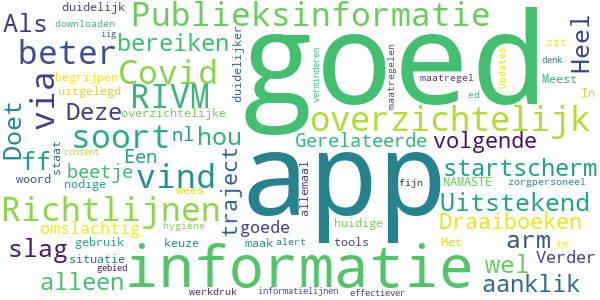 duidelijk
downloaden
Als
Publieksinformatie
goed
iig
duidelijker
beter
bereiken
Covid
begrijpen
uitgelegd
via
RIVM
overzichtelijke
Deze
Doet
soort
nl
hou
ff
staat
Een
beetje
vind
woord
nodige
traject
wees
content
Richtlijnen
app
omslachtig
goede
slag
gebruik
hygiëne
keuze
situatie
maak
alert
alleen
gebied
informatie
werkdruk
informatielijnen
effectiever
allemaal
tools
huidige
fijn
arm
wel
Het
te
Verder
aanklik
Draaiboeken
Uitstekend
NAMASTE
zorgpersoneel
startscherm
Gerelateerde
volgende
ed
In
overzichtelijk
verminderen
maatregelen
maatregel
Meest
Updates
zit
denk
Heel